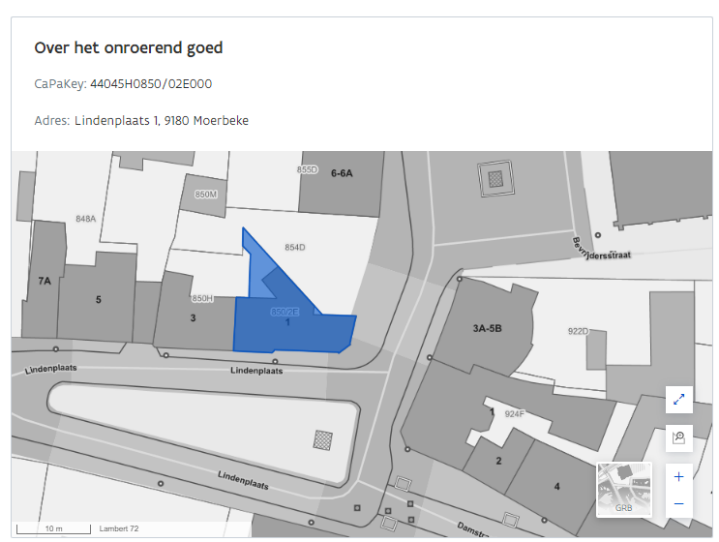 Over het onroerend goed
CaPaKey: 44045H0850/02E000
Adres: Lindenplaats 1, 9180 Moerbeke
855D
6-6A
850M
848A
854D
Bevrijdersstraat
7A
5
850H
3
850/2E
1
3A-5B
922D
Lindenplaats
Lindenplaats
1
924F
2
4
Lindenplaats
GRB
+
−
10 m
Lambert 72